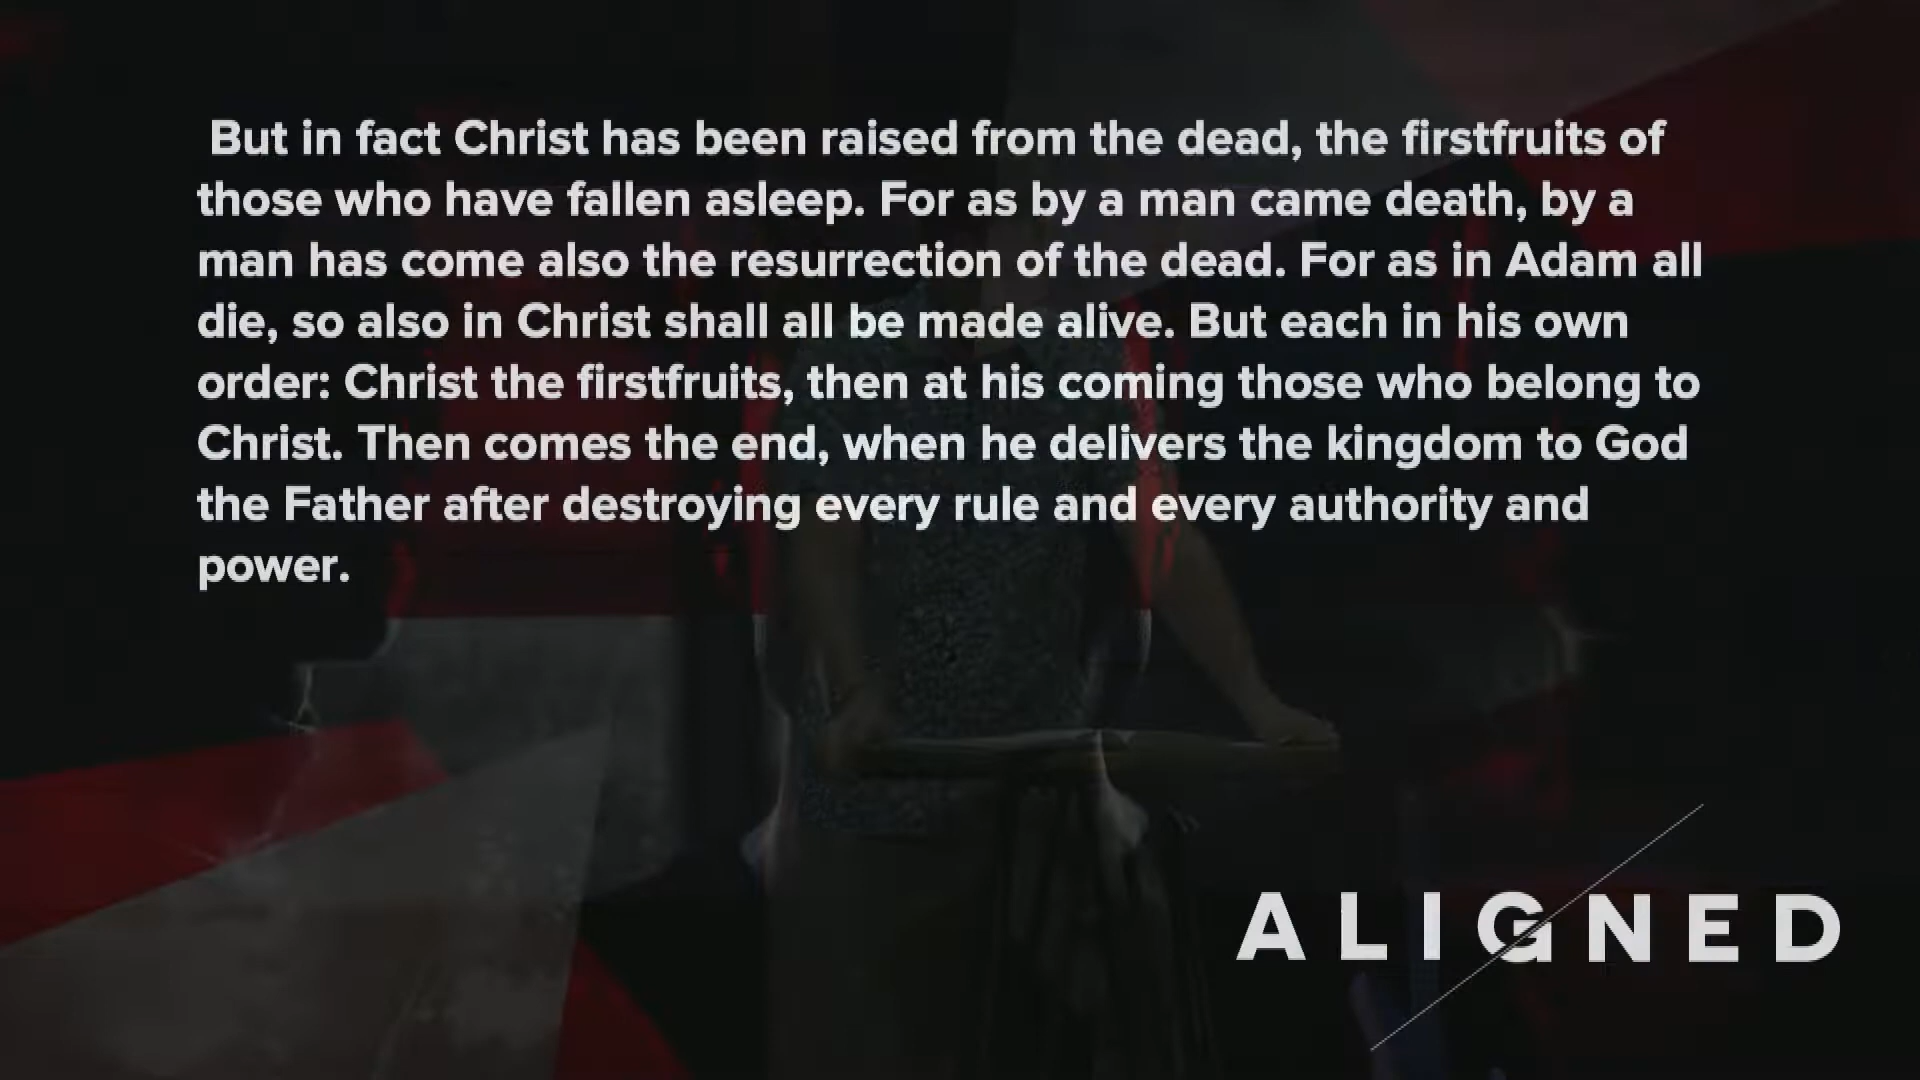 But in fact Christ has been raised from the dead, the firstfruits of
those who have fallen asleep. For as by a man came death, by a
man has come also the resurrection of the dead. For as in Adam all
die, so also in Christ shall all be made alive. But each in his own
order: Christ the firstfruits, then at his coming those who belong to
Christ. Then comes the end, when he delivers the kingdom to God
the Father after destroying every rule and every authority and
power.
ALIGNED